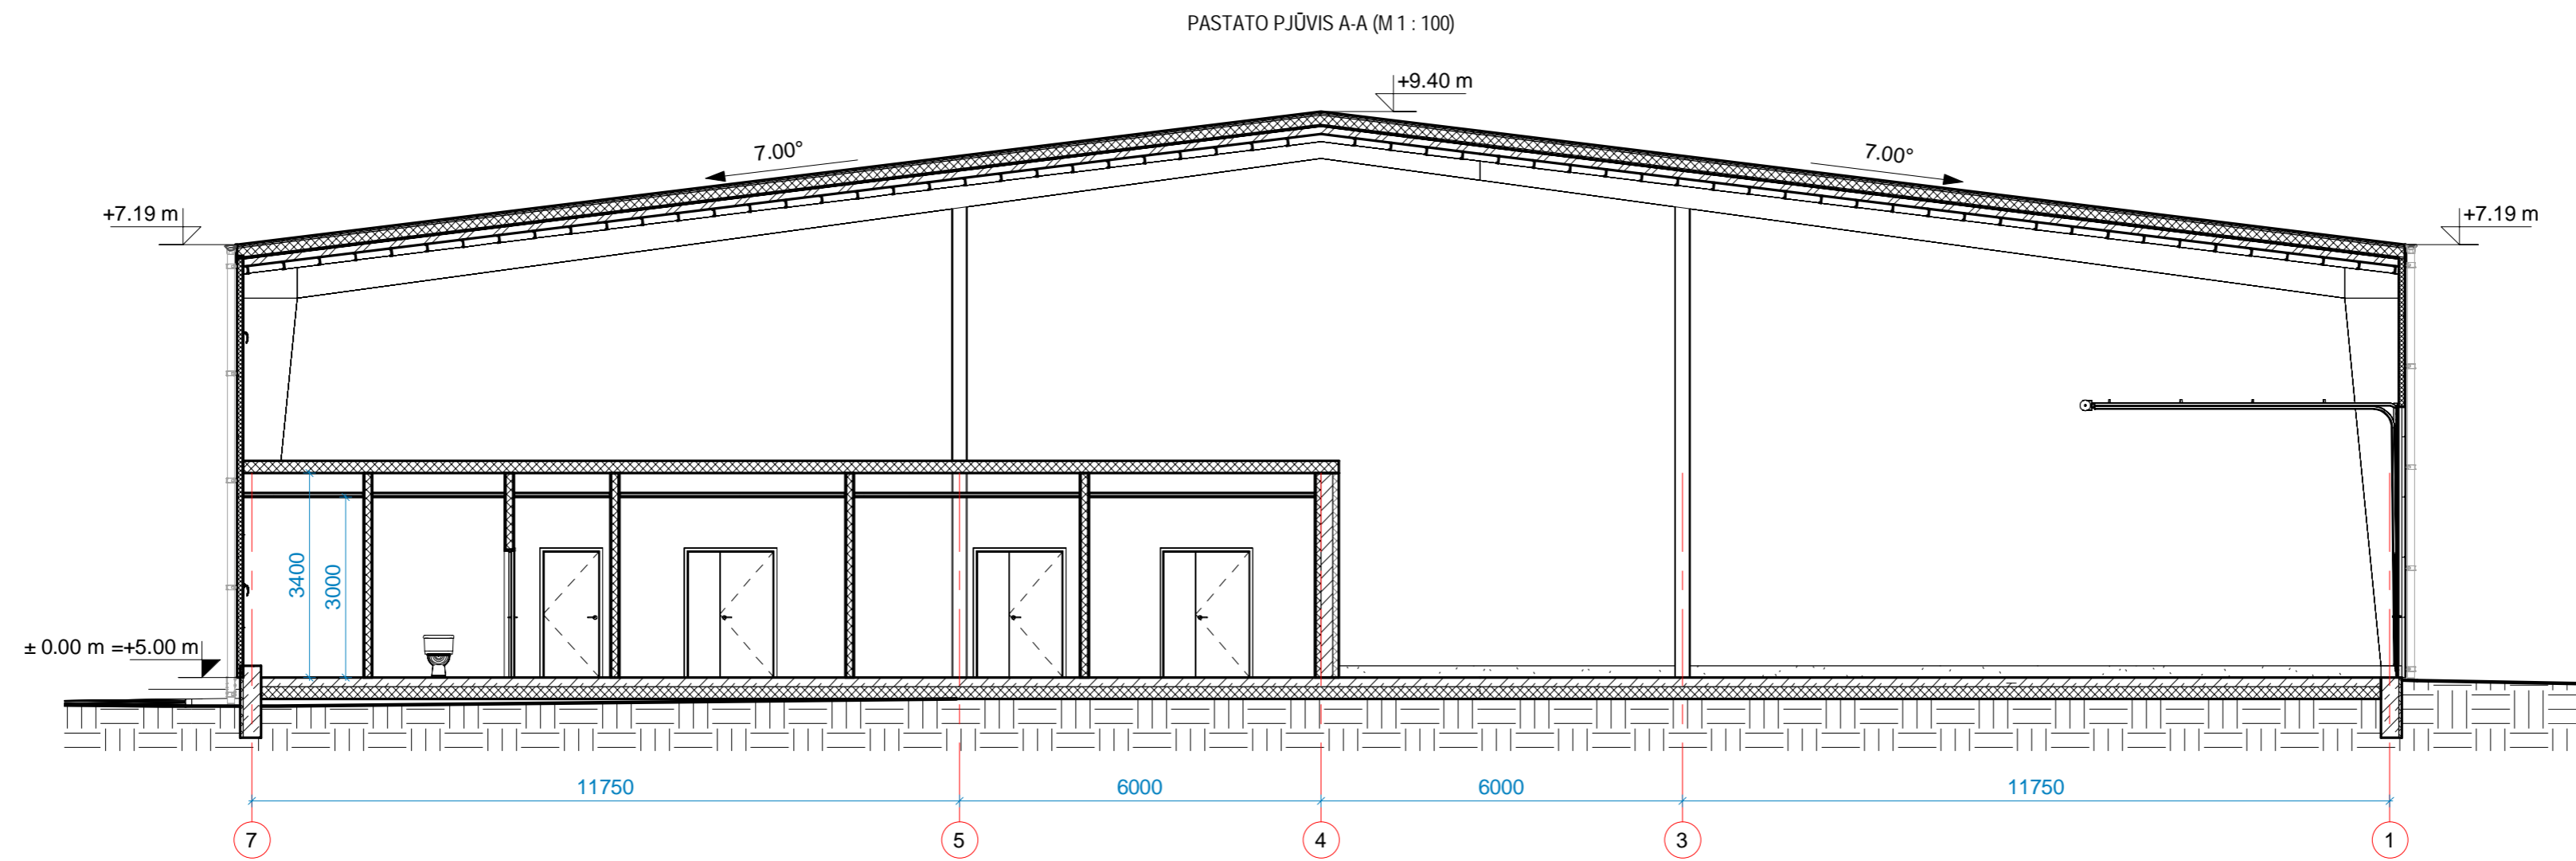 PASTATO PJŪVIS A-A (M 1 : 100)
+9.40 m
7.00°
7.00°
+7.19 m
+7.19 m
3400
3000
± 0.00 m =+5.00 m
11750
6000
6000
11750
7
5
4
3
1